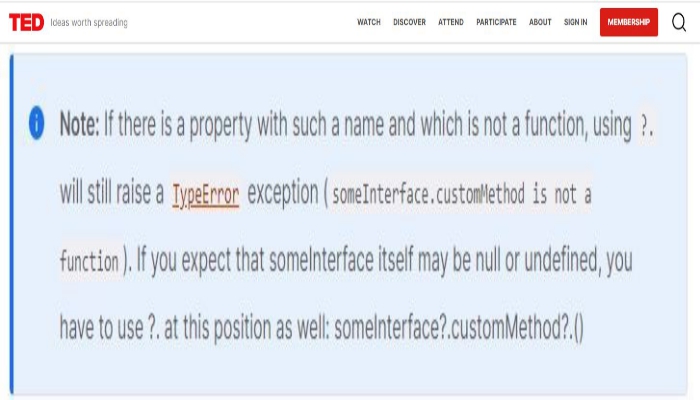 TED Ideas worth spreading WATCH DISCOVER ATTEND PARTICIPATE ABOUT SIGN IN MEMBERSHIP
Note: If there is a property with such a name and which is not a function, using ?.
will still raise a TypeError exception ( someInterface.customMethod is not a
function ). If you expect that someInterface itself may be null or undefined, you
have to use ?. at this position as well: someInterface?.customMethod?.()